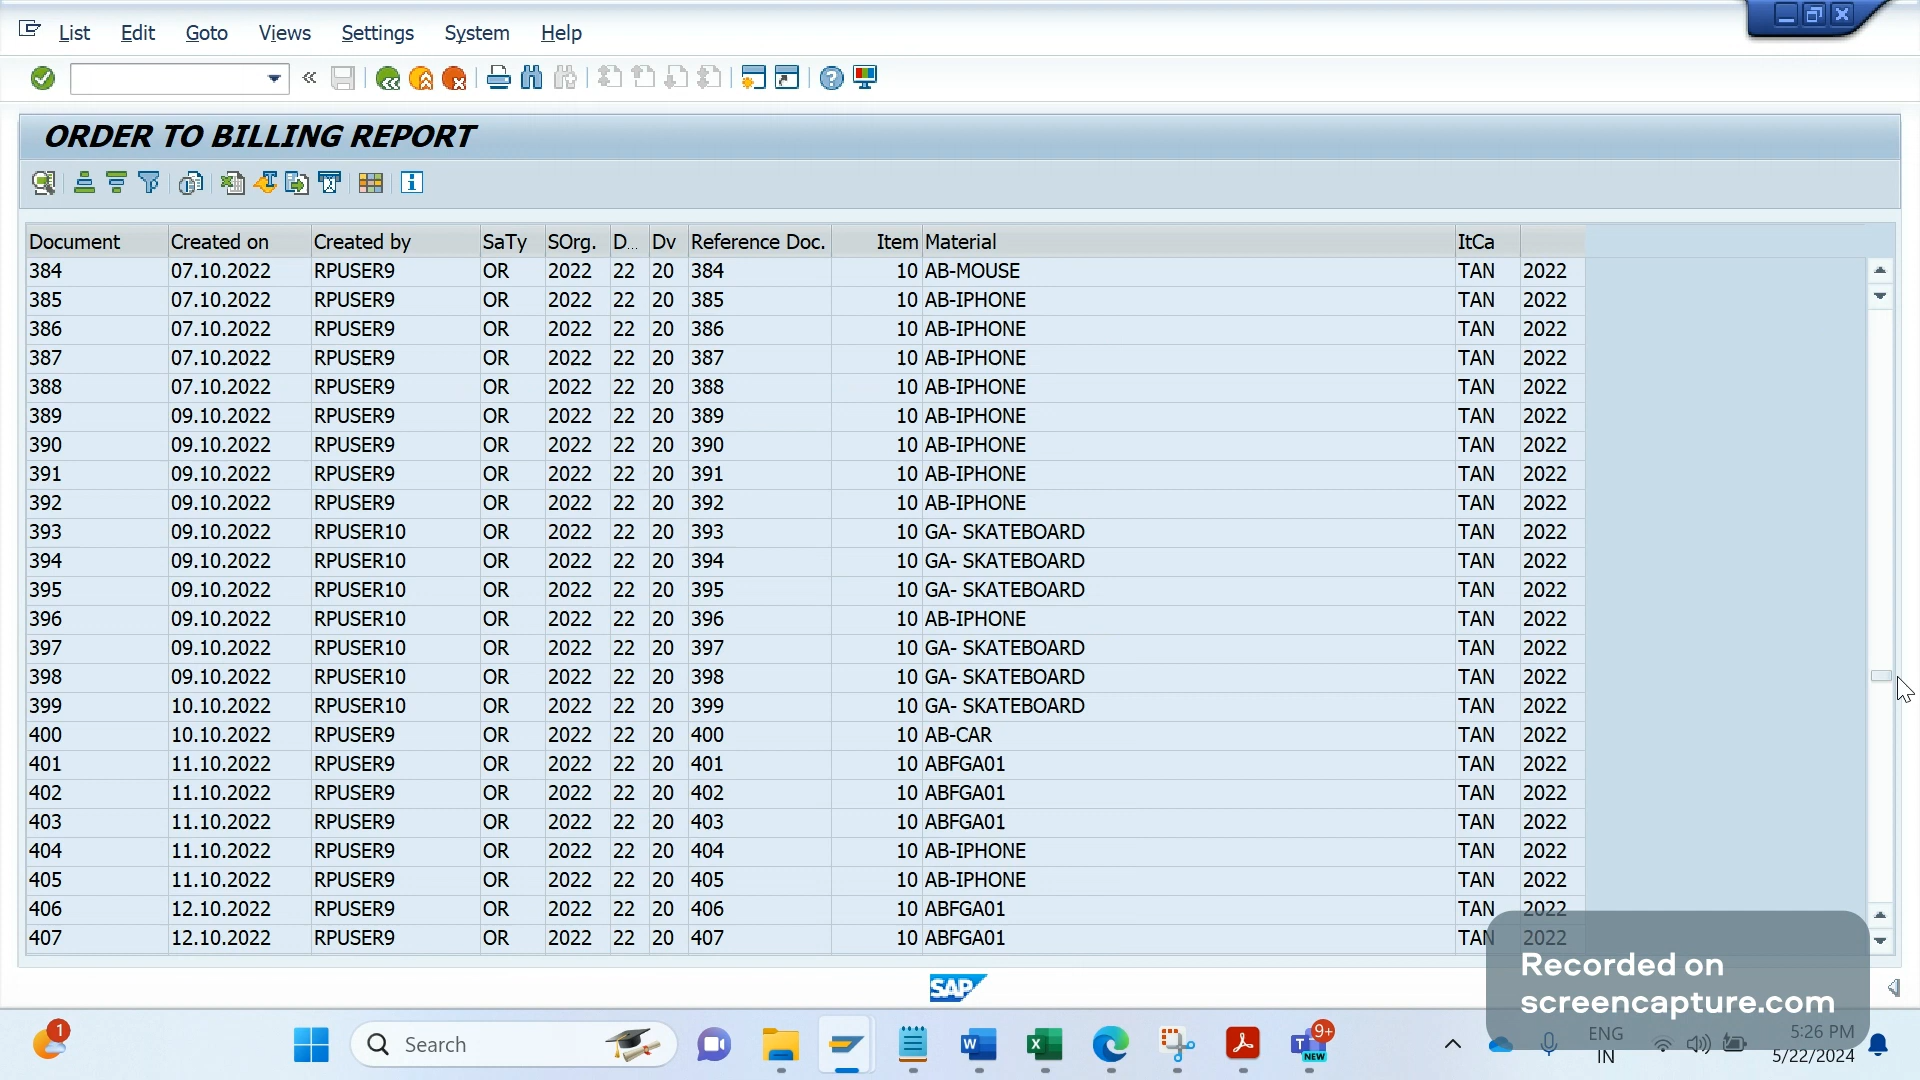 List Edit Goto Views Settings System Help
ORDER TO BILLING REPORT
Document Created on Created by SaTy SOrg. D... Dv Reference Doc. Item Material ItCa
384 07.10.2022 RPUSER9 OR 2022 22 20 384 10 AB-MOUSE TAN 2022
385 07.10.2022 RPUSER9 OR 2022 22 20 385 10 AB-IPHONE TAN 2022
386 07.10.2022 RPUSER9 OR 2022 22 20 386 10 AB-IPHONE TAN 2022
387 07.10.2022 RPUSER9 OR 2022 22 20 387 10 AB-IPHONE TAN 2022
388 07.10.2022 RPUSER9 OR 2022 22 20 388 10 AB-IPHONE TAN 2022
389 09.10.2022 RPUSER9 OR 2022 22 20 389 10 AB-IPHONE TAN 2022
390 09.10.2022 RPUSER9 OR 2022 22 20 390 10 AB-IPHONE TAN 2022
391 09.10.2022 RPUSER9 OR 2022 22 20 391 10 AB-IPHONE TAN 2022
392 09.10.2022 RPUSER9 OR 2022 22 20 392 10 AB-IPHONE TAN 2022
393 09.10.2022 RPUSER10 OR 2022 22 20 393 10 GA- SKATEBOARD TAN 2022
394 09.10.2022 RPUSER10 OR 2022 22 20 394 10 GA- SKATEBOARD TAN 2022
395 09.10.2022 RPUSER10 OR 2022 22 20 395 10 GA- SKATEBOARD TAN 2022
396 09.10.2022 RPUSER10 OR 2022 22 20 396 10 AB-IPHONE TAN 2022
397 09.10.2022 RPUSER10 OR 2022 22 20 397 10 GA- SKATEBOARD TAN 2022
398 09.10.2022 RPUSER10 OR 2022 22 20 398 10 GA- SKATEBOARD TAN 2022
399 10.10.2022 RPUSER10 OR 2022 22 20 399 10 GA- SKATEBOARD TAN 2022
400 10.10.2022 RPUSER9 OR 2022 22 20 400 10 AB-CAR TAN 2022
401 11.10.2022 RPUSER9 OR 2022 22 20 401 10 ABFGA01 TAN 2022
402 11.10.2022 RPUSER9 OR 2022 22 20 402 10 ABFGA01 TAN 2022
403 11.10.2022 RPUSER9 OR 2022 22 20 403 10 ABFGA01 TAN 2022
404 11.10.2022 RPUSER9 OR 2022 22 20 404 10 AB-IPHONE TAN 2022
405 11.10.2022 RPUSER9 OR 2022 22 20 405 10 AB-IPHONE TAN 2022
406 12.10.2022 RPUSER9 OR 2022 22 20 406 10 ABFGA01 TAN 2022
407 12.10.2022 RPUSER9 OR 2022 22 20 407 10 ABFGA01 TAN 2022
Recorded on
screencapture.com
SAP
1
Search
9+
NEW
ENG
IN
5:26 PM
5/22/2024